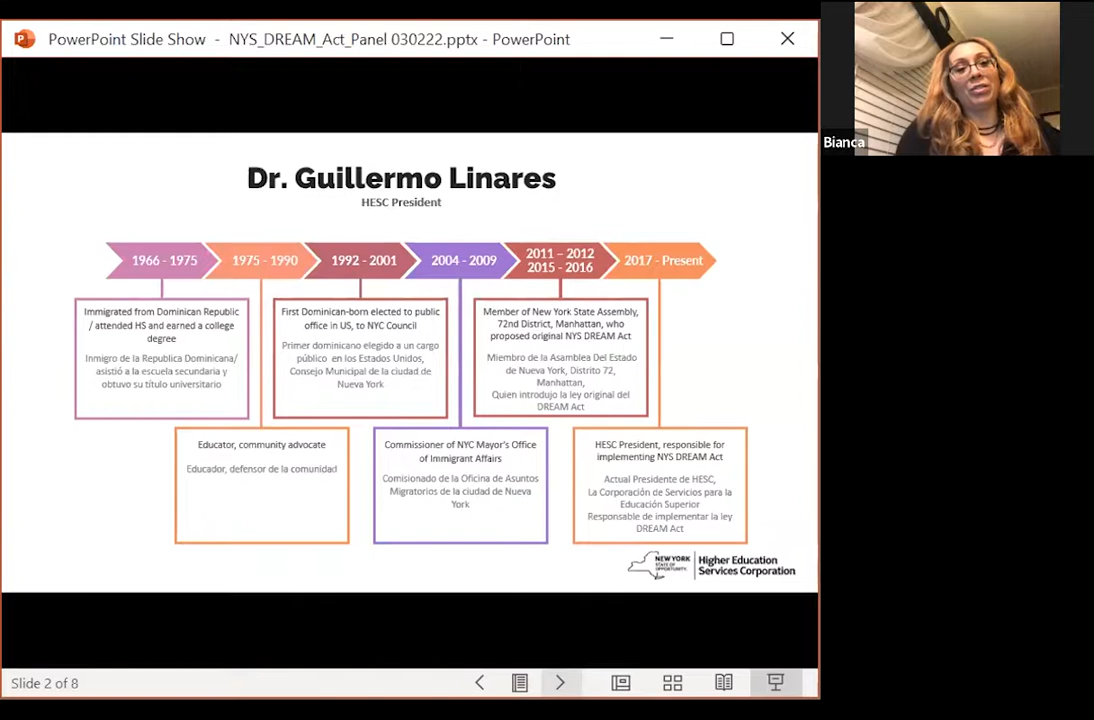 PowerPoint Slide Show - NYS_DREAM_Act_Panel 030222.pptx - PowerPoint
Bianca
Dr. Guillermo Linares
HESC President
1966 - 1975
1975 - 1990
1992 - 2001
2004 - 2009
2011 – 2012
2015 - 2016
2017 - Present
Immigrated from Dominican Republic
/ attended HS and earned a college
degree
Inmigro de la Republica Dominicana/
asistió a la escuela secundaria y
obtuvo su título universitario
First Dominican-born elected to public
office in US, to NYC Council
Primer dominicano elegido a un cargo
público en los Estados Unidos,
Consejo Municipal de la ciudad de
Nueva York
Member of New York State Assembly,
72nd District, Manhattan, who
proposed original NYS DREAM Act
Miembro de la Asamblea Del Estado
de Nueva York, Distrito 72,
Manhattan,
Quien introdujo la ley original del
DREAM Act
Educator, community advocate
Educador, defensor de la comunidad
Commissioner of NYC Mayor's Office
of Immigrant Affairs
Comisionado de la Oficina de Asuntos
Migratorios de la ciudad de Nueva
York
HESC President, responsible for
implementing NYS DREAM Act
Actual Presidente de HESC,
La Corporación de Servicios para la
Educación Superior
Responsable de implementar la ley
DREAM Act
NEW YORK
STATE OF
OPPORTUNITY.
Higher Education
Services Corporation
Slide 2 of 8